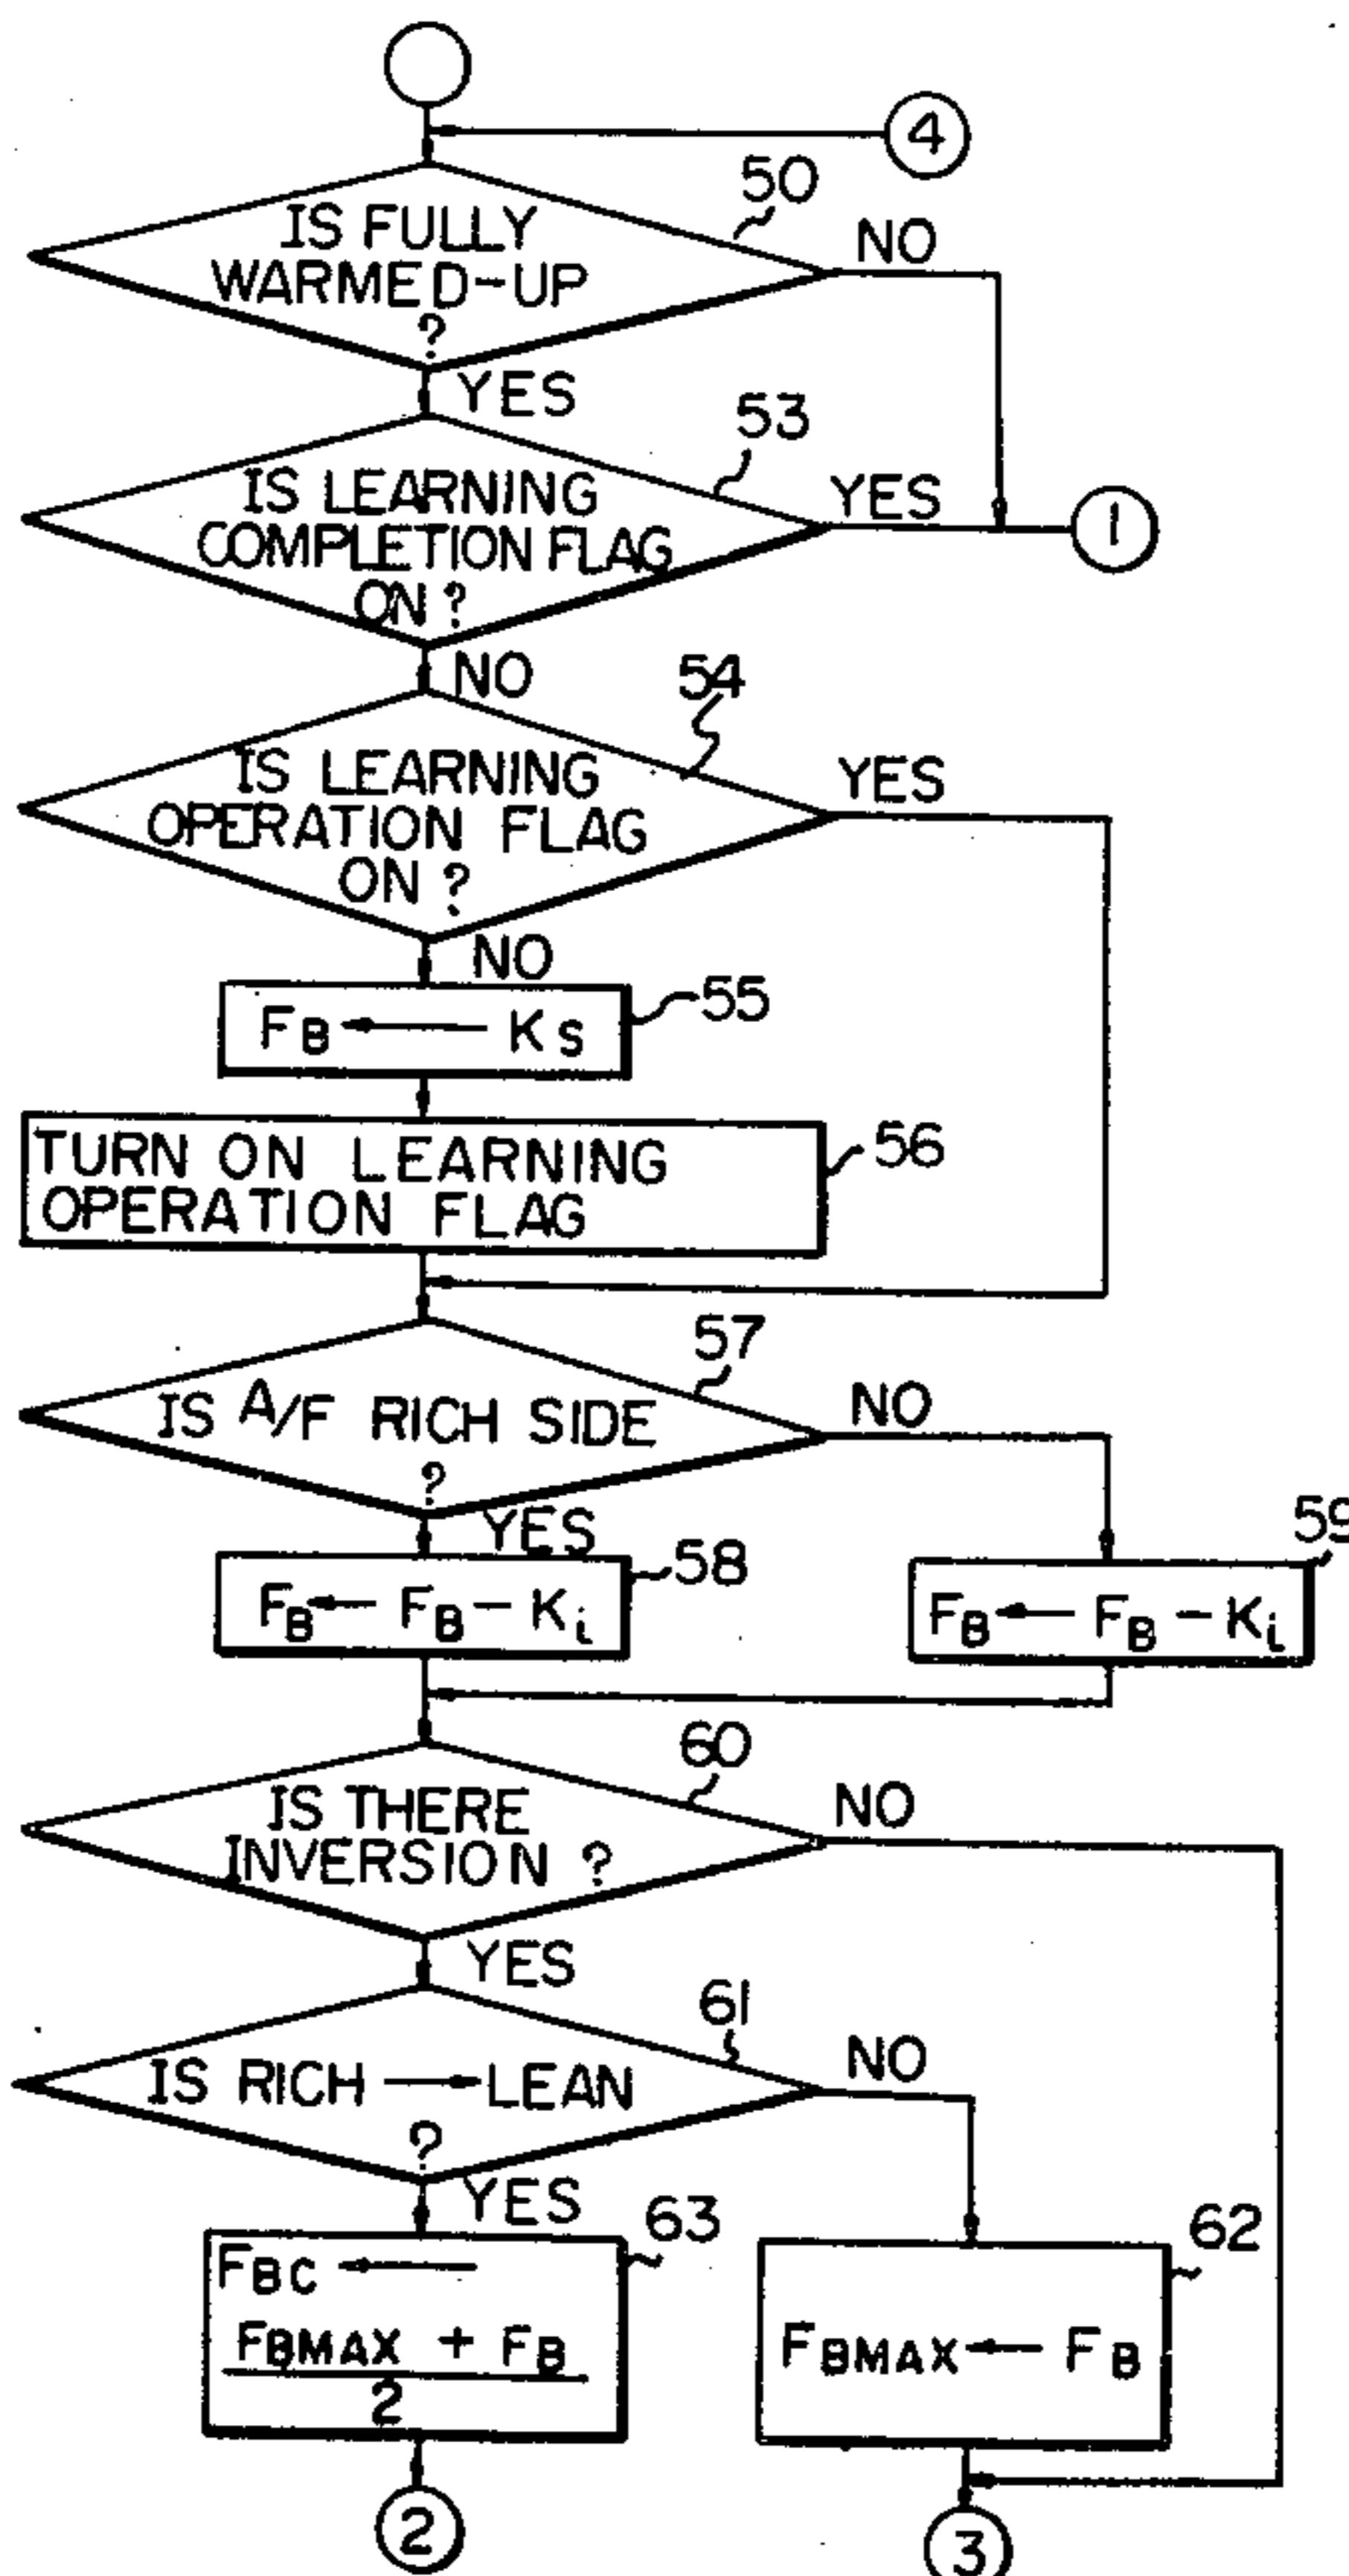 4
50
IS FULLY
WARMED-UP
?
NO
YES
53
IS LEARNING
COMPLETION FLAG
ON ?
YES
1
NO
54
IS LEARNING
OPERATION FLAG
ON ?
YES
NO
55
FB ← KS
56
TURN ON LEARNING
OPERATION FLAG
57
IS A/F RICH SIDE
?
NO
YES
58
FB ← FB - Ki
59
FB ← FB - Ki
60
IS THERE
INVERSION ?
NO
YES
61
IS RICH → LEAN
?
NO
YES
63
FBC ←
FBMAX + FB
2
62
FBMAX ← FB
2
3